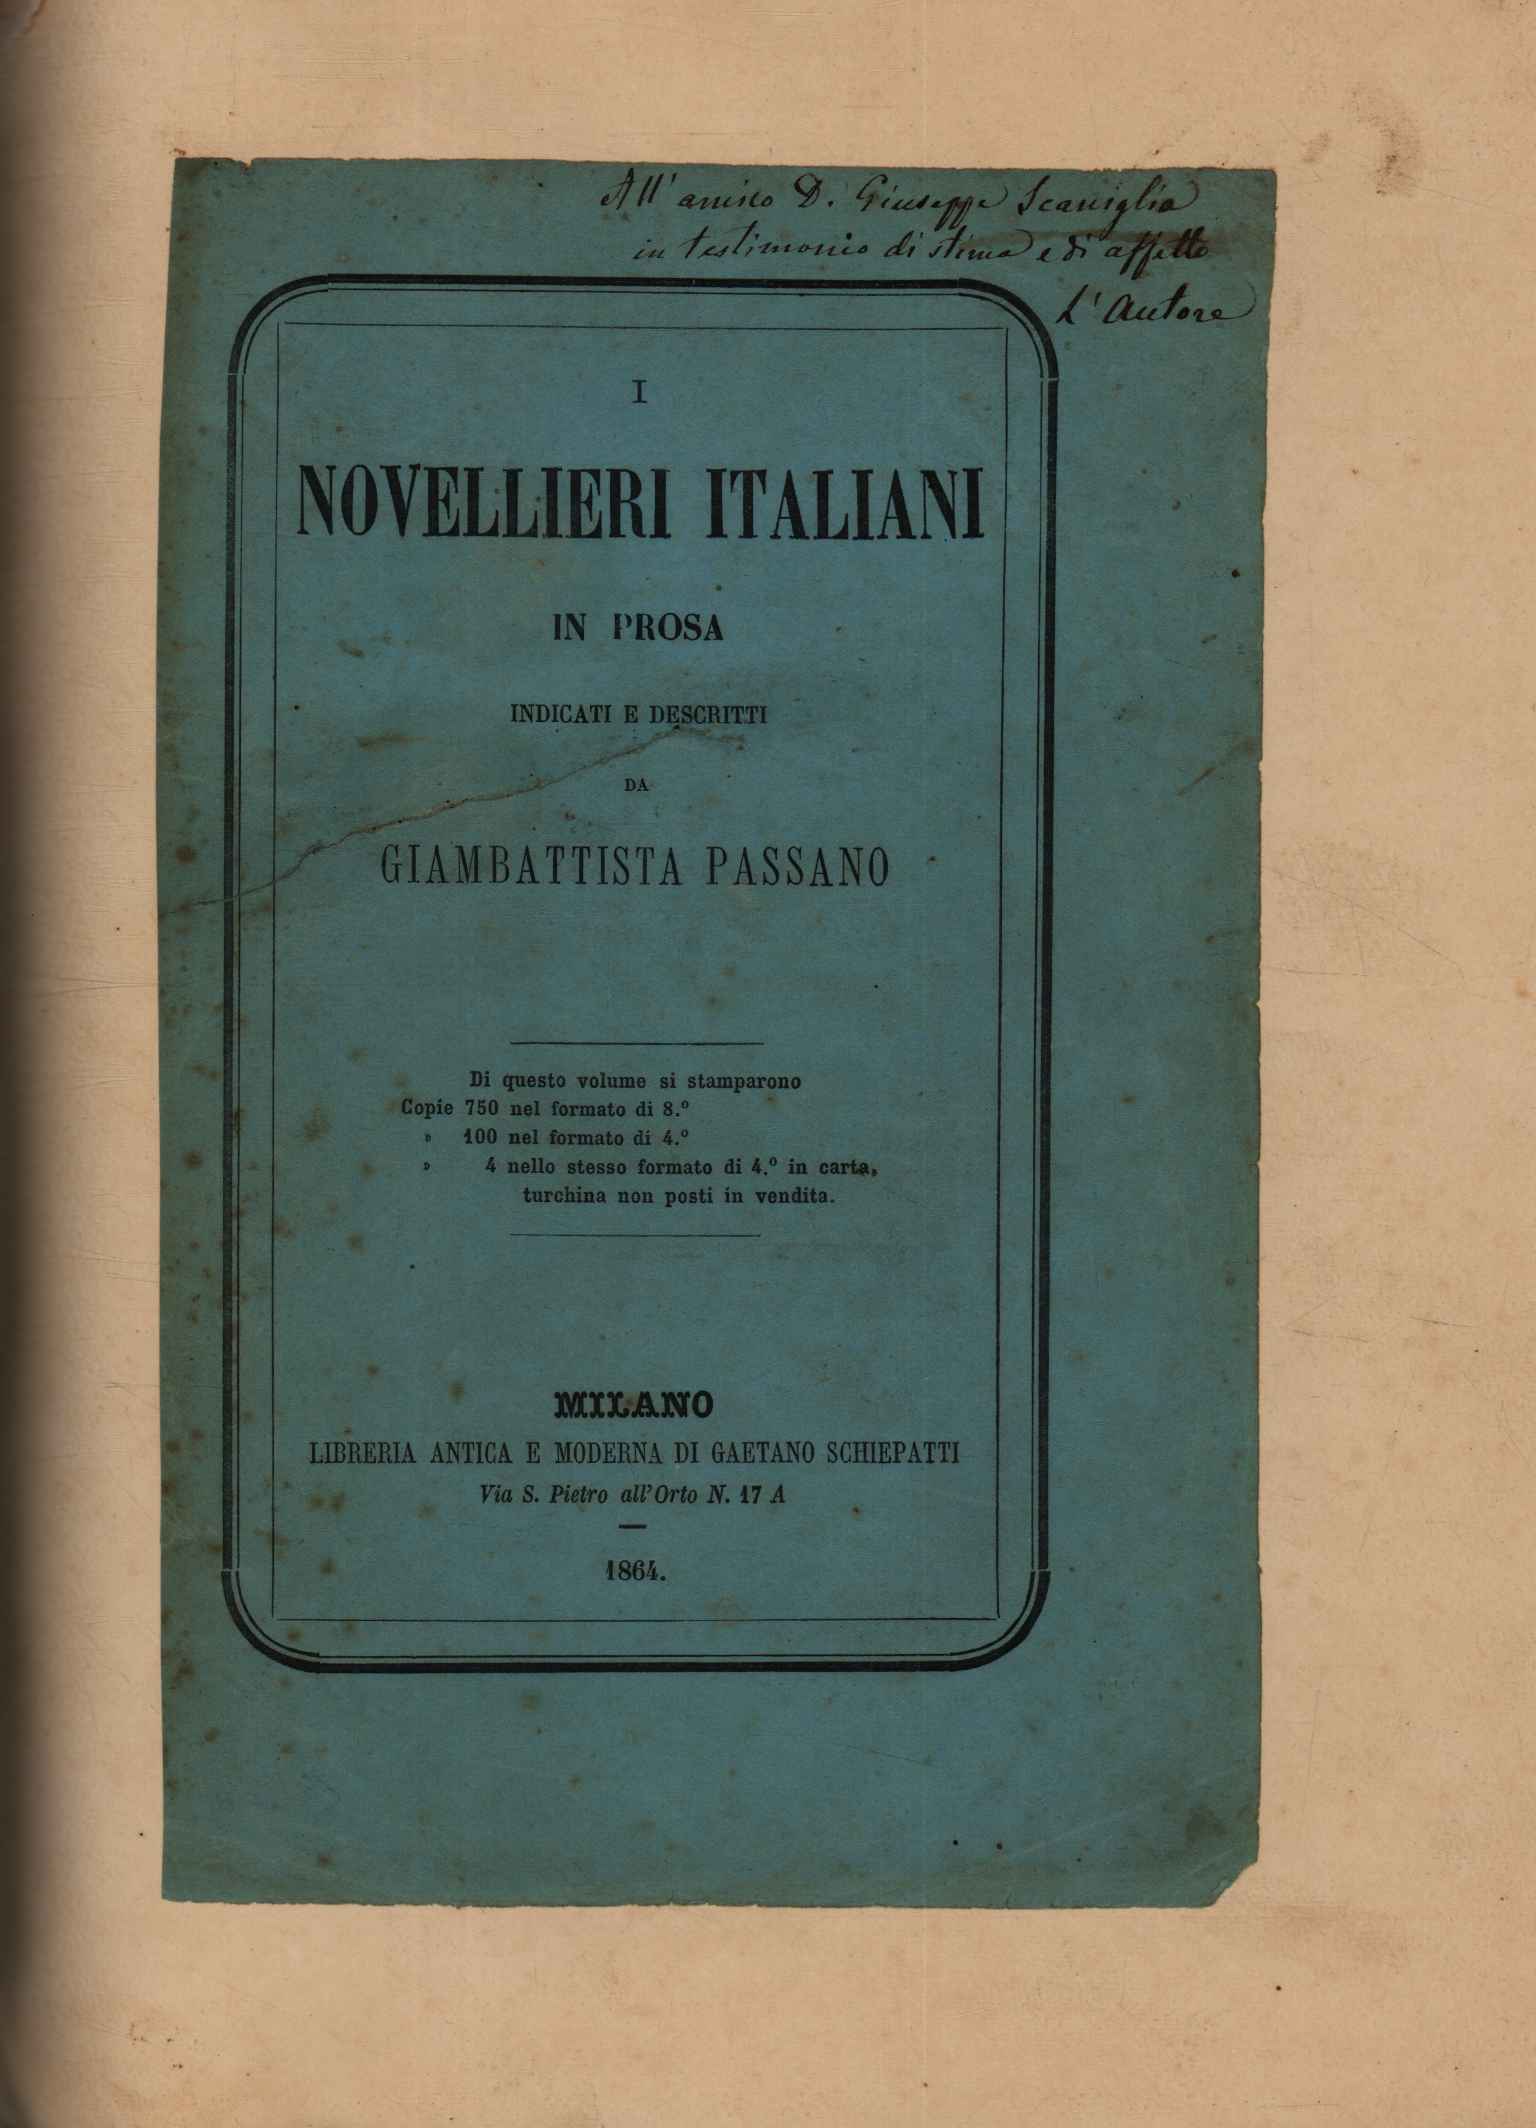 All' amico D. Giuseppe Scaniglia
in testimonio di stima e di affetto
L' Autore
I
NOVELLIERI ITALIANI
IN PROSA
INDICATI E DESCRITTI
DA
GIAMBATTISTA PASSANO
Di questo volume si stamparono
Copie 750 nel formato di 8.º
» 100 nel formato di 4.º
» 4 nello stesso formato di 4.º in carta,
turchina non posti in vendita.
MILANO
LIBRERIA ANTICA E MODERNA DI GAETANO SCHIEPATTI
Via S. Pietro all'Orto N. 17 A
1864.